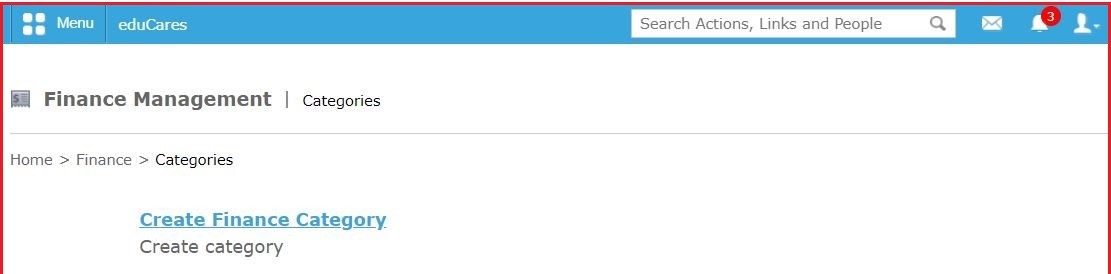 Menu eduCares Search Actions, Links and People 3
Finance Management | Categories
Home > Finance > Categories
Create Finance Category
Create category